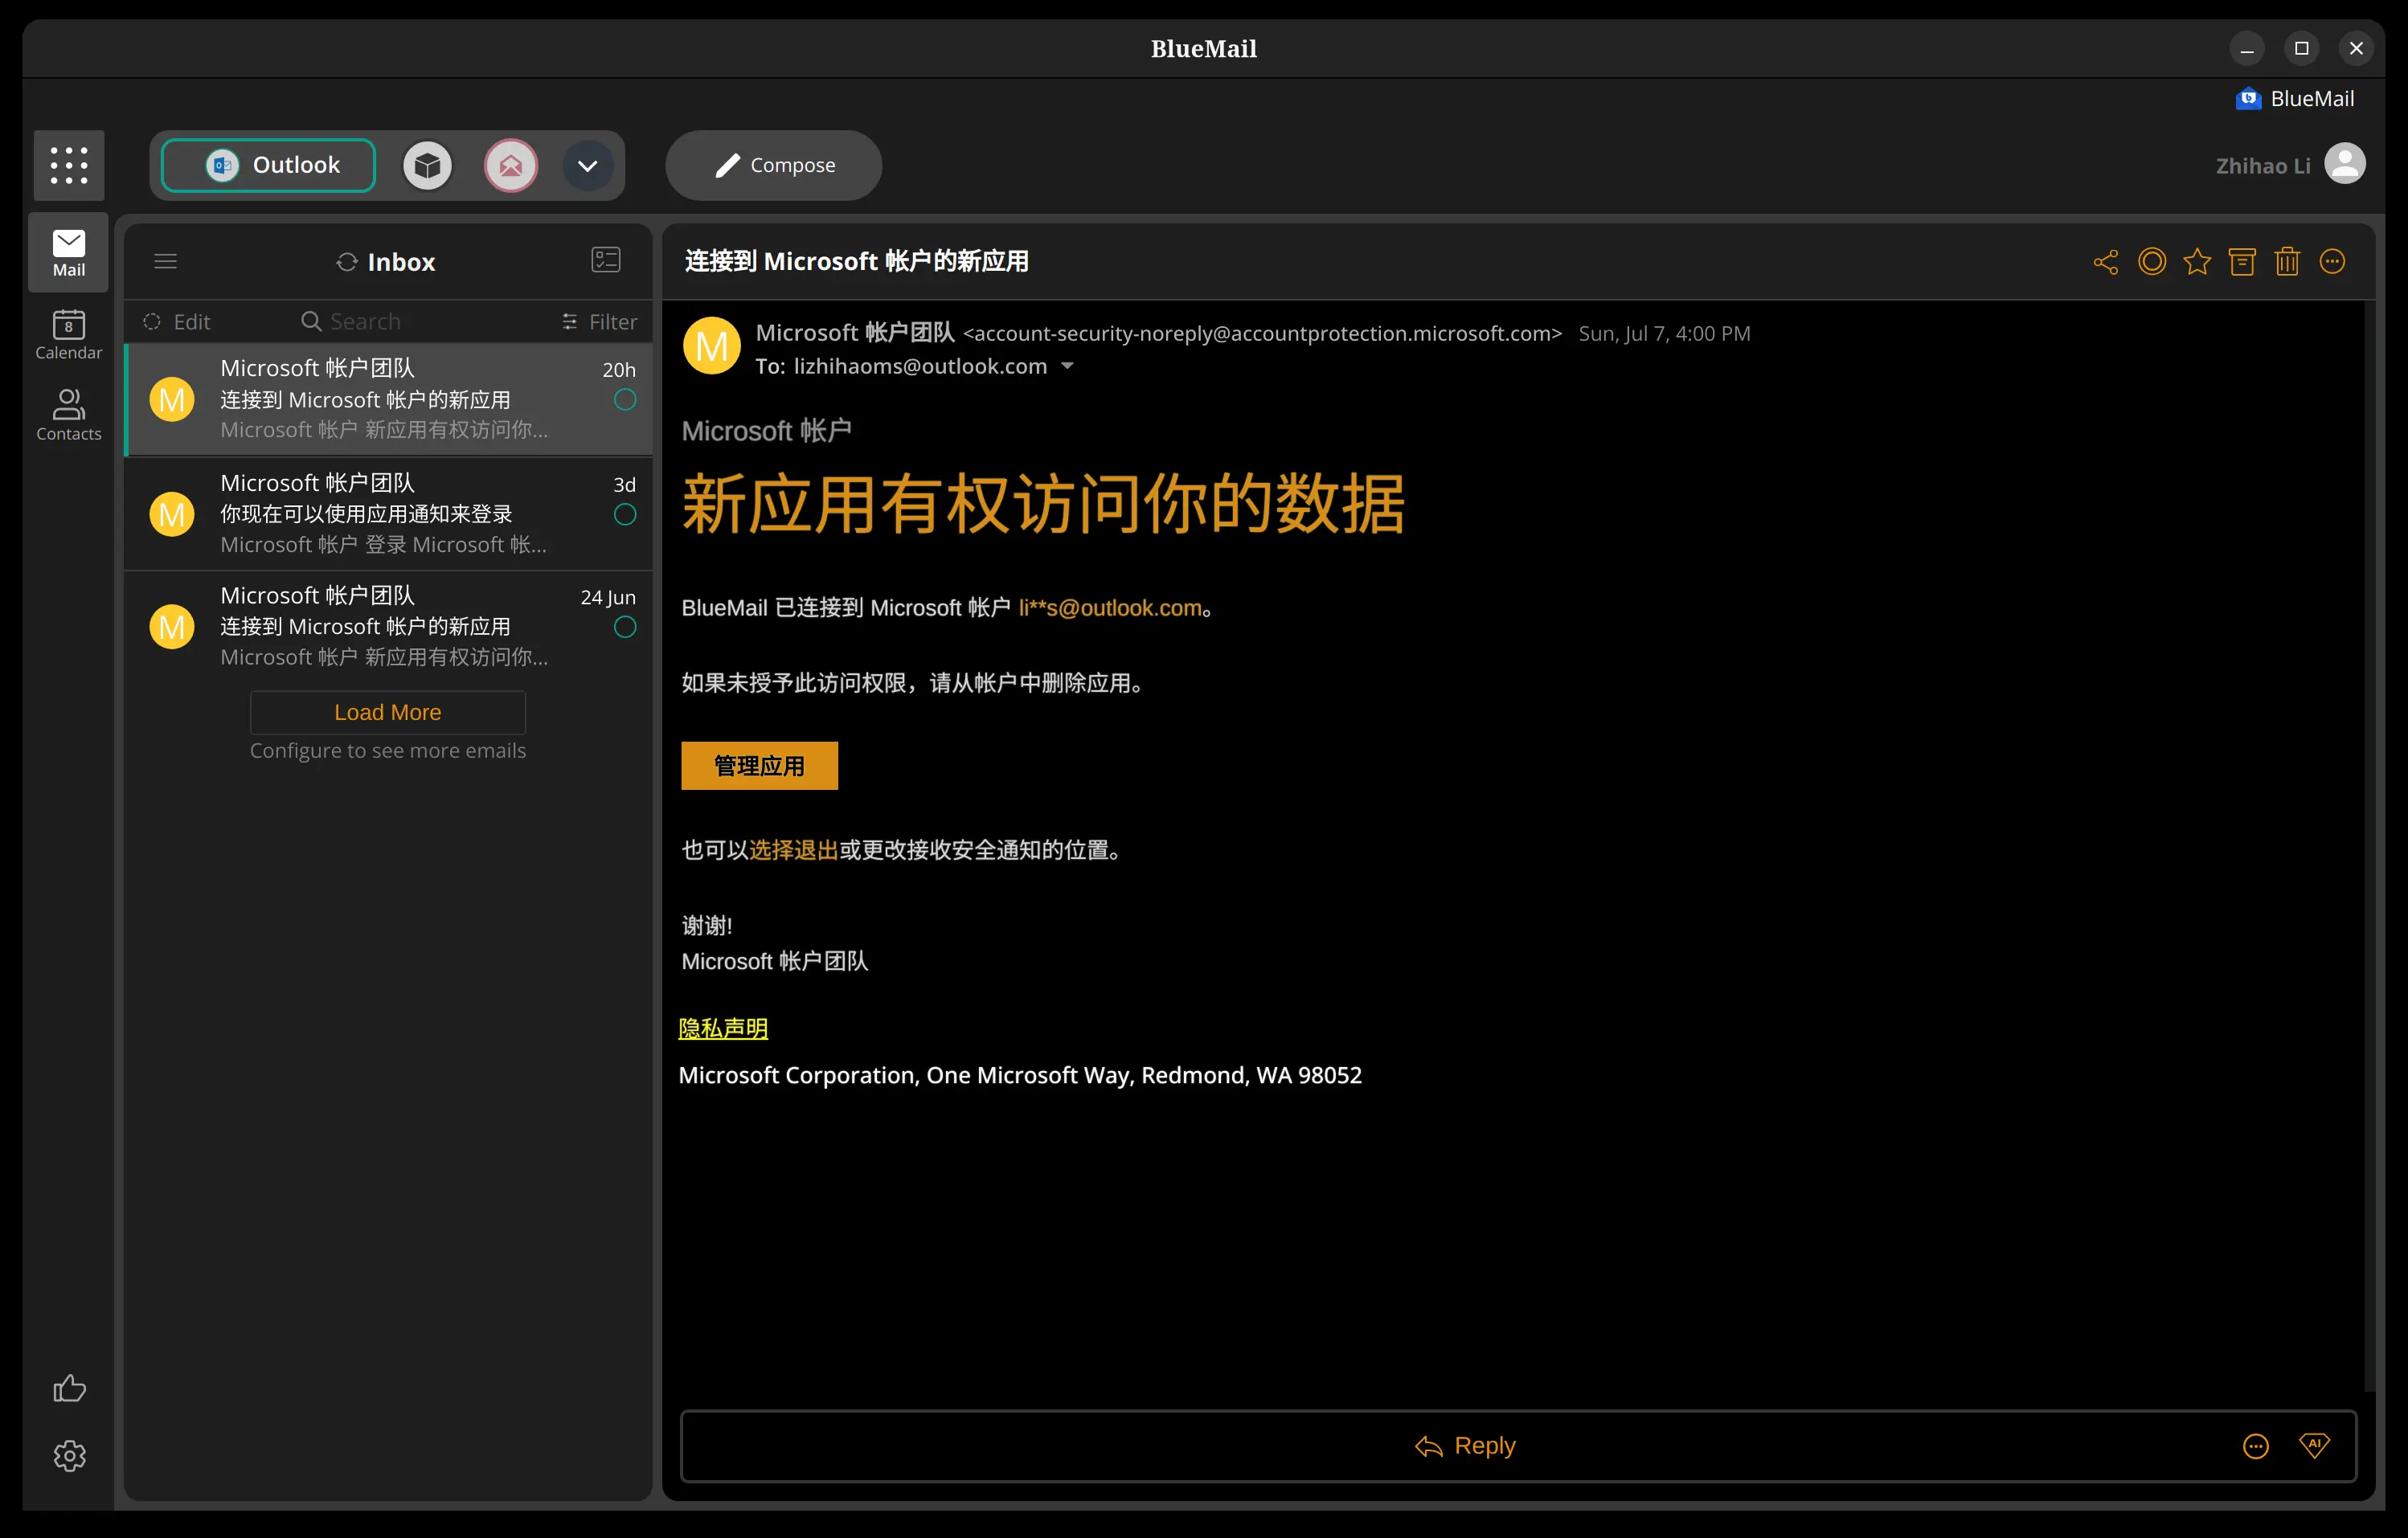 BlueMail
BlueMail
Outlook
Compose
Zhihao Li
Mail
8
Calendar
Contacts
Inbox
Edit
Search
Filter
M
Microsoft 帐户团队
20h
连接到 Microsoft 帐户的新应用
Microsoft 帐户 新应用有权访问你...
M
Microsoft 帐户团队
3d
你现在可以使用应用通知来登录
Microsoft 帐户 登录 Microsoft 帐...
M
Microsoft 帐户团队
24 Jun
连接到 Microsoft 帐户的新应用
Microsoft 帐户 新应用有权访问你...
Load More
Configure to see more emails
连接到 Microsoft 帐户的新应用
M
Microsoft 帐户团队 <account-security-noreply@accountprotection.microsoft.com> Sun, Jul 7, 4:00 PM
To: lizhihaoms@outlook.com
Microsoft 帐户
新应用有权访问你的数据
BlueMail 已连接到 Microsoft 帐户 li**s@outlook.com。
如果未授予此访问权限，请从帐户中删除应用。
管理应用
也可以选择退出或更改接收安全通知的位置。
谢谢!
Microsoft 帐户团队
隐私声明
Microsoft Corporation, One Microsoft Way, Redmond, WA 98052
Reply
AI